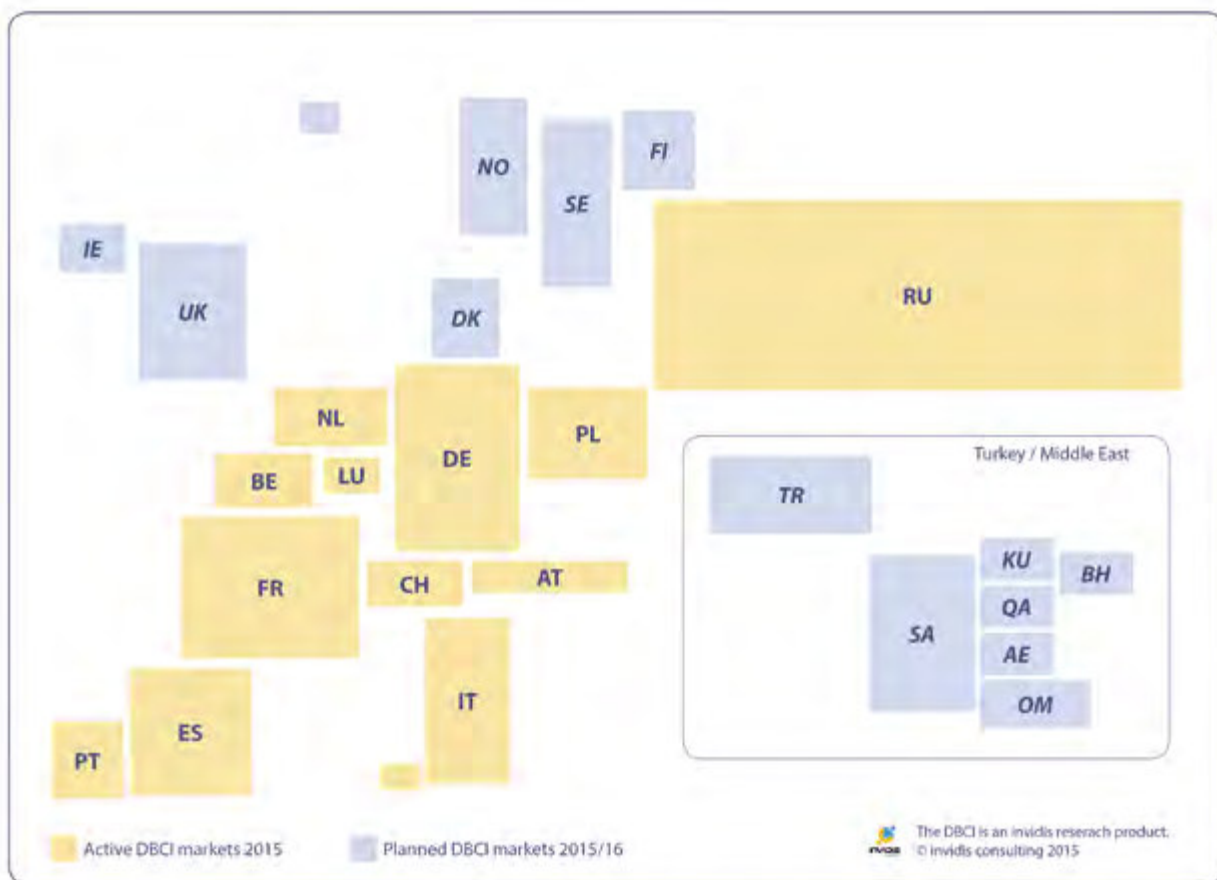 NO
SE
FI
IE
UK
DK
RU
NL
DE
PL
BE
LU
FR
CH
AT
IT
ES
PT
Turkey / Middle East
TR
KU
BH
QA
SA
AE
OM
Active DBCI markets 2015
Planned DBCI markets 2015/16
invidis
The DBCI is an invidis reserach product.
© invidis consulting 2015